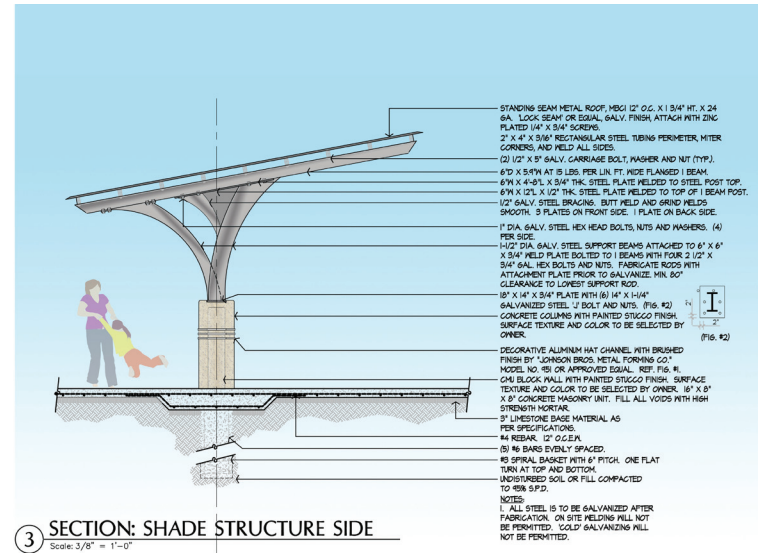 STANDING SEAM METAL ROOF, MBCI 12" O.C. X 1 3/4" HT. X 24
GA. 'LOCK SEAM' OR EQUAL, GALV. FINISH, ATTACH WITH ZINC
PLATED 1/4" X 3/4" SCREWS.
2" X 4" X 3/16" RECTANGULAR STEEL TUBING PERIMETER, MITER
CORNERS, AND WELD ALL SIDES.
(2) 1/2" X 5" GALV. CARRIAGE BOLT, WASHER AND NUT (TYP.).
6"D X 5.9"W AT 15 LBS. PER LIN. FT. WIDE FLANGED I BEAM.
6"W X 4'-8"L X 3/4" THK. STEEL PLATE WELDED TO STEEL POST TOP.
6"W X 12"L X 1/2" THK. STEEL PLATE WELDED TO TOP OF I BEAM POST.
1/2" GALV. STEEL BRACING. BUTT WELD AND GRIND WELDS
SMOOTH. 3 PLATES ON FRONT SIDE. 1 PLATE ON BACK SIDE.
1" DIA. GALV. STEEL HEX HEAD BOLTS, NUTS AND WASHERS. (4)
PER SIDE.
1-1/2" DIA. GALV. STEEL SUPPORT BEAMS ATTACHED TO 6" X 6"
X 3/4" WELD PLATE BOLTED TO I BEAMS WITH FOUR 2 1/2" X
3/4" GAL. HEX BOLTS AND NUTS. FABRICATE RODS WITH
ATTACHMENT PLATE PRIOR TO GALVANIZE. MIN. 80"
CLEARANCE TO LOWEST SUPPORT ROD.
18" X 14" X 3/4" PLATE WITH (6) 14" X 1-1/4"
GALVANIZED STEEL 'J' BOLT AND NUTS. (FIG. #2)
CONCRETE COLUMNS WITH PAINTED STUCCO FINISH.
SURFACE TEXTURE AND COLOR TO BE SELECTED BY
OWNER.
2"
2"
(FIG. #2)
DECORATIVE ALUMINUM HAT CHANNEL WITH BRUSHED
FINISH BY "JOHNSON BROS. METAL FORMING CO."
MODEL NO. 951 OR APPROVED EQUAL. REF. FIG. #1.
CMU BLOCK WALL WITH PAINTED STUCCO FINISH. SURFACE
TEXTURE AND COLOR TO BE SELECTED BY OWNER. 16" X 8"
X 8" CONCRETE MASONRY UNIT. FILL ALL VOIDS WITH HIGH
STRENGTH MORTAR.
3" LIMESTONE BASE MATERIAL AS
PER SPECIFICATIONS.
#4 REBAR 12" O.C.E.W.
(5) #6 BARS EVENLY SPACED.
#3 SPIRAL BASKET WITH 6" PITCH. ONE FLAT
TURN AT TOP AND BOTTOM.
UNDISTURBED SOIL OR FILL COMPACTED
TO 95% S.P.D.
NOTES:
1. ALL STEEL IS TO BE GALVANIZED AFTER
FABRICATION. ON SITE WELDING WILL NOT
BE PERMITTED. 'COLD' GALVANIZING WILL
NOT BE PERMITTED.
3 SECTION: SHADE STRUCTURE SIDE
Scale: 3/8" = 1'-0"